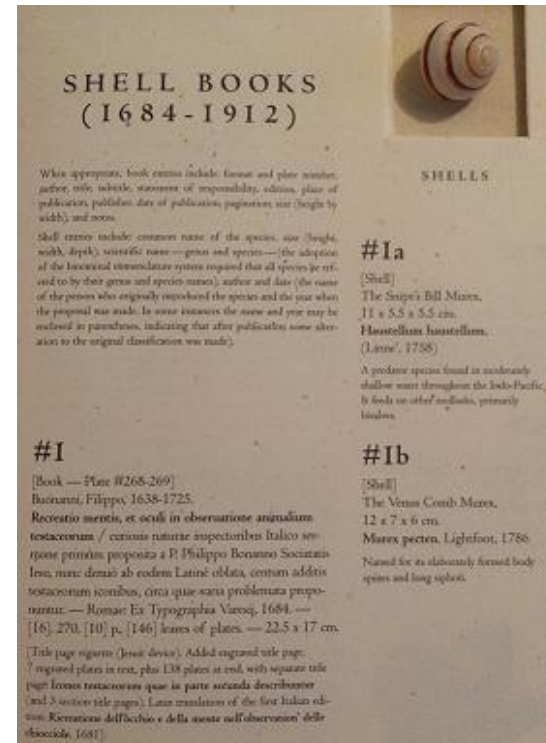 SHELL BOOKS
(1684-1912)
When appropriate, book entries include: format and plate number,
author, title, subtitle, statement of responsibility, edition, place of
publication, publisher, date of publication, pagination, size (height by
width), and notes.
Shell entries include: common name of the species, size (height,
width, depth), scientific name—genus and species—(the adoption
of the binomial nomenclature system required that all species be ref-
ered to by their genus and species names), author and date (the name
of the person who originally introduced the species and the year when
the proposal was made. In some instances the name and year may be
enclosed in parentheses, indicating that after publication some alter-
ation to the original classification was made).
#1
[Book — Plate #268-269]
Buonanni, Filippo, 1638-1725.
Recreatio mentis, et oculi in observatione animalium
testaceorum / curiosis naturae inspectoribus Italico ser-
mone primùm proposita a P. Philippo Bonanno Societatis
Iesu, nunc denuò ab eodem Latinè oblata, centum additis
testaceorum iconibus, circa quae varia problemata propo-
nuntur. — Romae: Ex Typographia Varesij, 1684. —
[16], 270, [10] p., [146] leaves of plates. — 22.5 x 17 cm.
[Title page vignette (Jesuit device). Added engraved title page,
7 engraved plates in text, plus 138 plates at end, with separate title
page: Icones testaceorum quae in parte secunda describuntur
(and 3 section title pages). Latin translation of the first Italian edi-
tion: Ricreatione dell'occhio e della mente nell'observation' delle
chiocciole, 1681].
SHELLS
#1a
[Shell]
The Snipe's Bill Murex,
11 x 5.5 x 5.5 cm.
Haustellum haustellum,
(Linne', 1758)
A predator species found in moderately
shallow water throughout the Indo-Pacific.
It feeds on other mollusks, primarily
bivalves.
#1b
[Shell]
The Venus Comb Murex,
12 x 7 x 6 cm.
Murex pecten, Lightfoot, 1786
Named for its elaborately formed body
spires and long siphon.